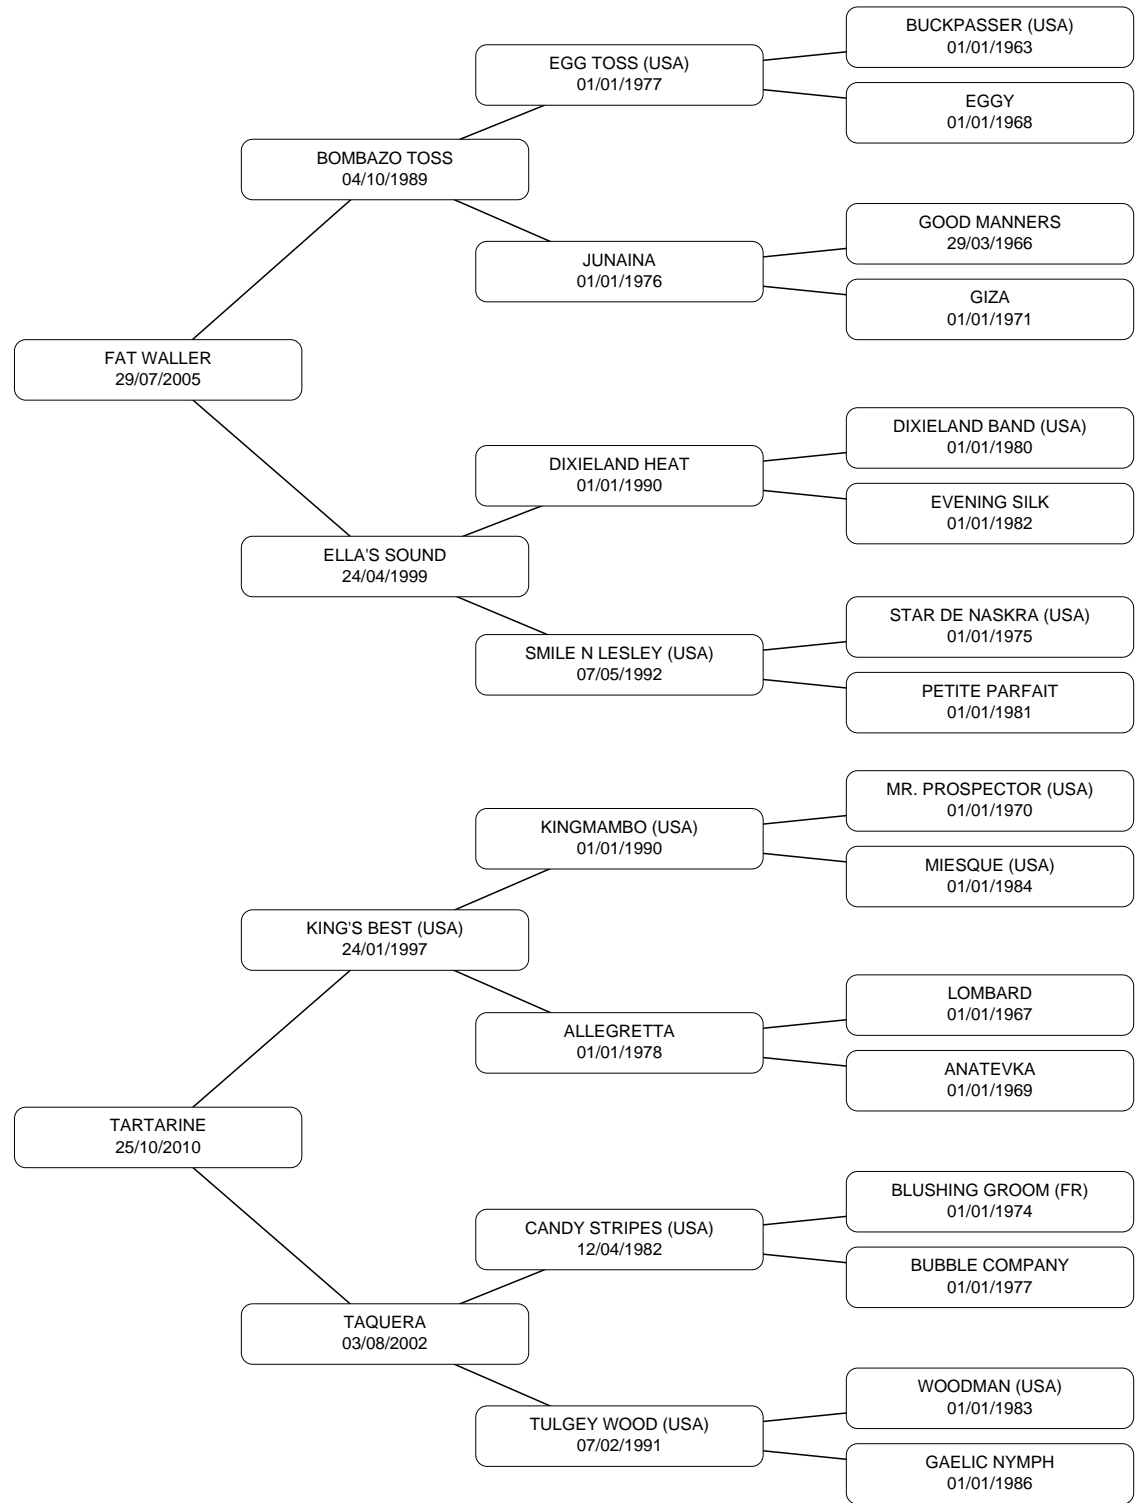 BUCKPASSER (USA)
01/01/1963
EGG TOSS (USA)
01/01/1977
EGGY
01/01/1968
BOMBAZO TOSS
04/10/1989
GOOD MANNERS
29/03/1966
JUNAINA
01/01/1976
GIZA
01/01/1971
FAT WALLER
29/07/2005
DIXIELAND BAND (USA)
01/01/1980
DIXIELAND HEAT
01/01/1990
EVENING SILK
01/01/1982
ELLA'S SOUND
24/04/1999
STAR DE NASKRA (USA)
01/01/1975
SMILE N LESLEY (USA)
07/05/1992
PETITE PARFAIT
01/01/1981
MR. PROSPECTOR (USA)
01/01/1970
KINGMAMBO (USA)
01/01/1990
MIESQUE (USA)
01/01/1984
KING'S BEST (USA)
24/01/1997
LOMBARD
01/01/1967
ALLEGRETTA
01/01/1978
ANATEVKA
01/01/1969
TARTARINE
25/10/2010
BLUSHING GROOM (FR)
01/01/1974
CANDY STRIPES (USA)
12/04/1982
BUBBLE COMPANY
01/01/1977
TAQUERA
03/08/2002
WOODMAN (USA)
01/01/1983
TULGEY WOOD (USA)
07/02/1991
GAELIC NYMPH
01/01/1986